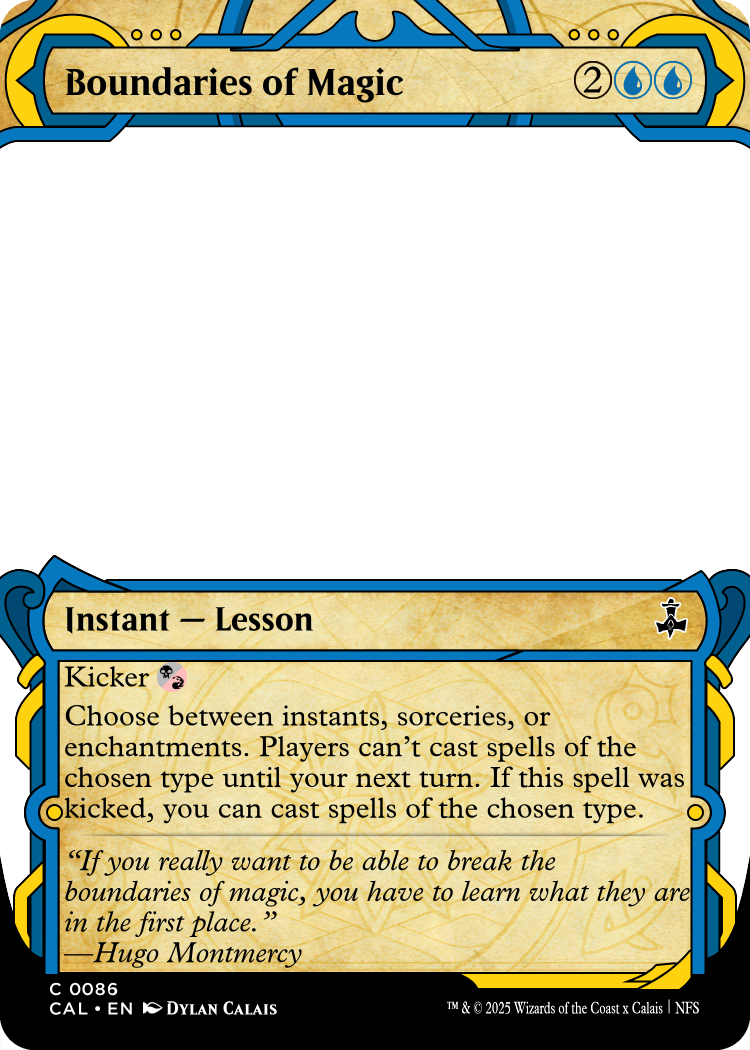 Boundaries of Magic 2
Instant — Lesson
Kicker
Choose between instants, sorceries, or
enchantments. Players can’t cast spells of the
chosen type until your next turn. If this spell was
kicked, you can cast spells of the chosen type.
“If you really want to be able to break the
boundaries of magic, you have to learn what they are
in the first place.”
—Hugo Montmercy
C 0086
CAL • EN Dylan Calais ™ & © 2025 Wizards of the Coast x Calais | NFS